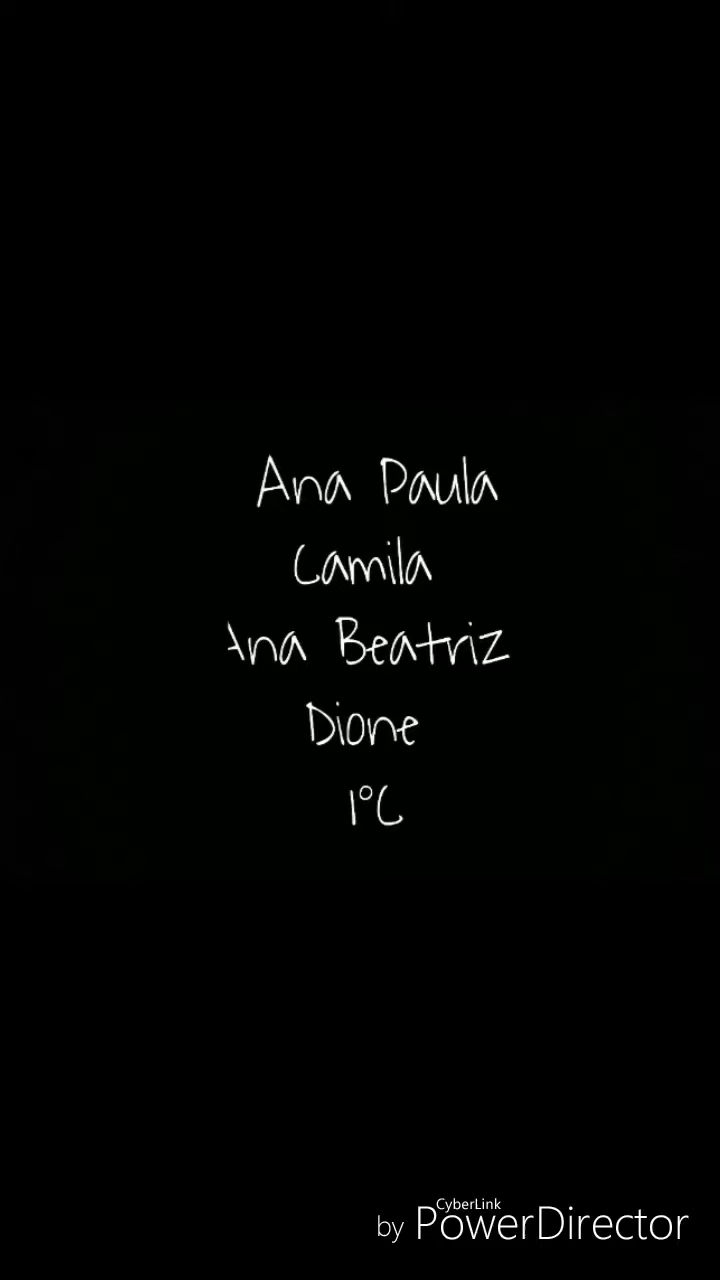 Ana Paula
Camila
Ana Beatriz
Dione
1°C
CyberLink
by PowerDirector